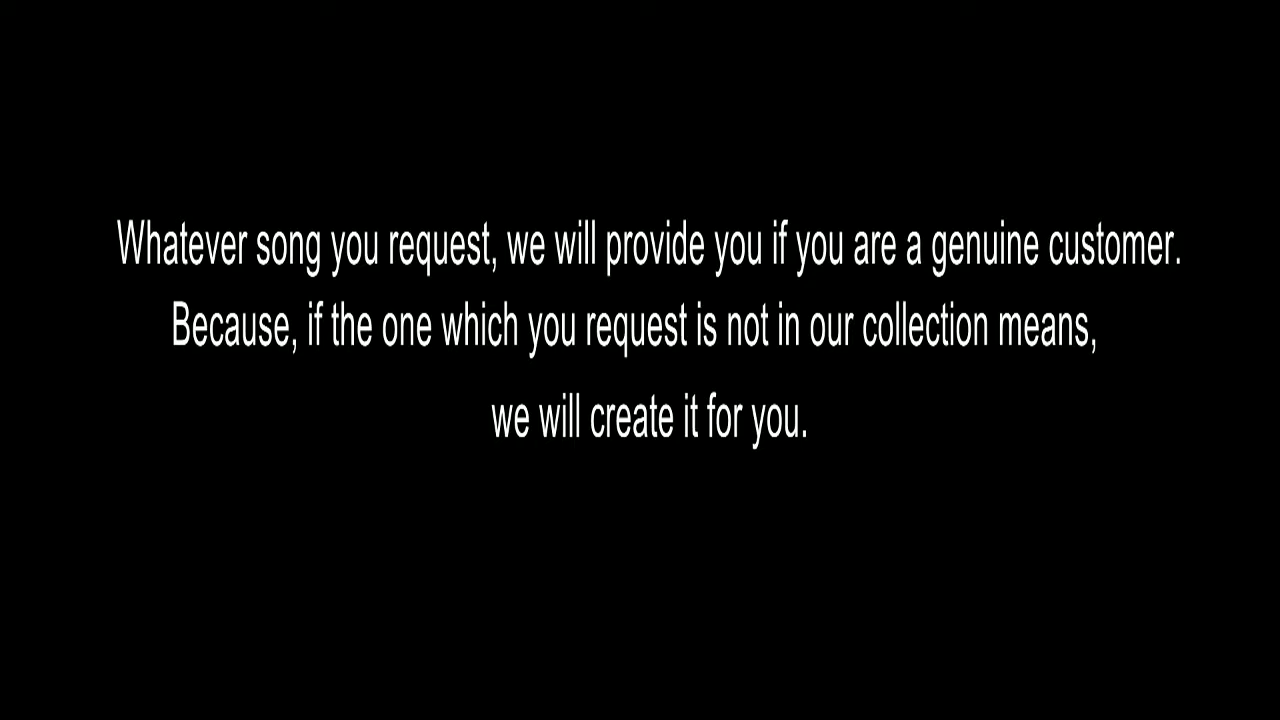 Whatever song you request, we will provide you if you are a genuine customer.
Because, if the one which you request is not in our collection means,
we will create it for you.